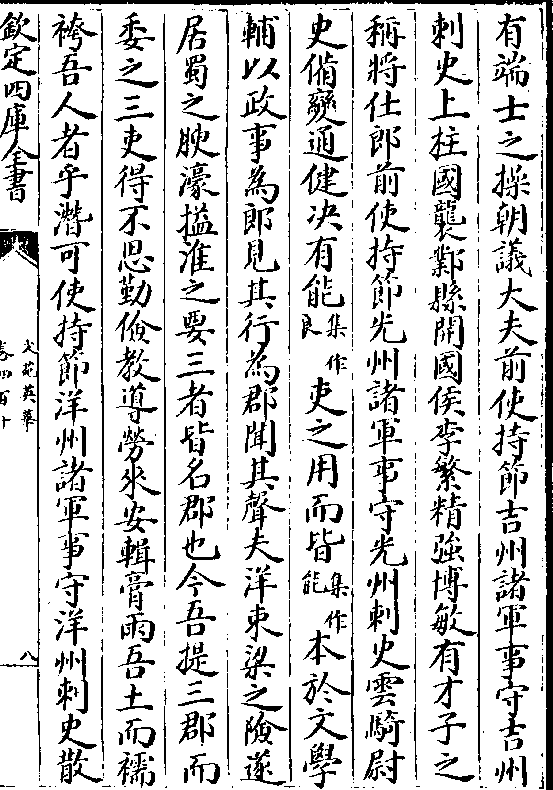 有端士之操朝議大夫前使持節吉州諸軍事守吉州
刺史上柱國襲鄴縣開國侯李繁精強博敏有才子之
稱將仕郎前使持節光州諸軍事守光州刺史雲騎尉
史備變通健決有能集作良吏之用而皆集作能本於文學
輔以政事為郎見其行為郡聞其聲夫洋束梁之險遂
居蜀之腴濠搤淮之要三者皆名郡也今吾提三郡而
委之三吏得不思勤儉教導勞來安輯膏雨吾土而襦
袴吾人者乎潛可使持節洋州諸軍事守洋州刺史散
欽定四庫全書
文苑英華
卷四百十
八